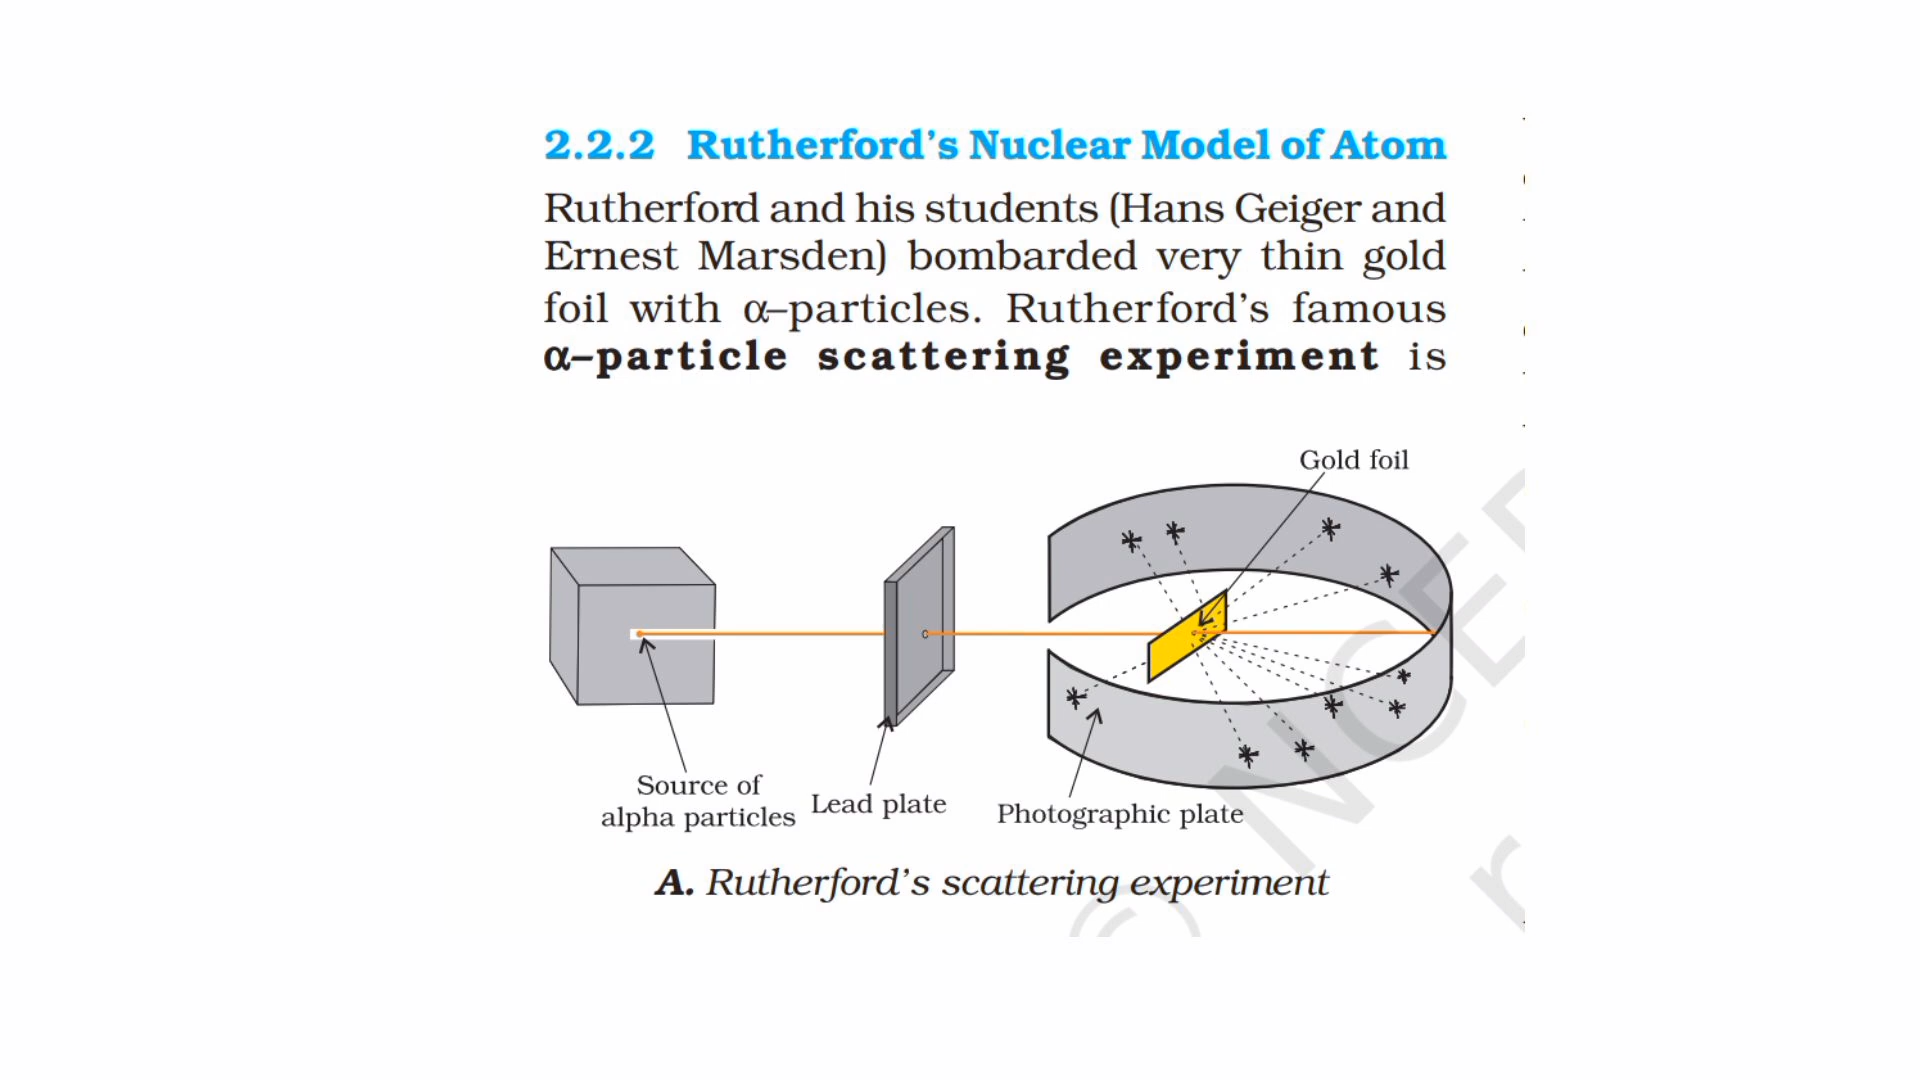 2.2.2 Rutherford's Nuclear Model of Atom
Rutherford and his students (Hans Geiger and
Ernest Marsden) bombarded very thin gold
foil with α–particles. Rutherford's famous
α–particle scattering experiment is
Gold foil
Source of
alpha particles
Lead plate
Photographic plate
A. Rutherford's scattering experiment